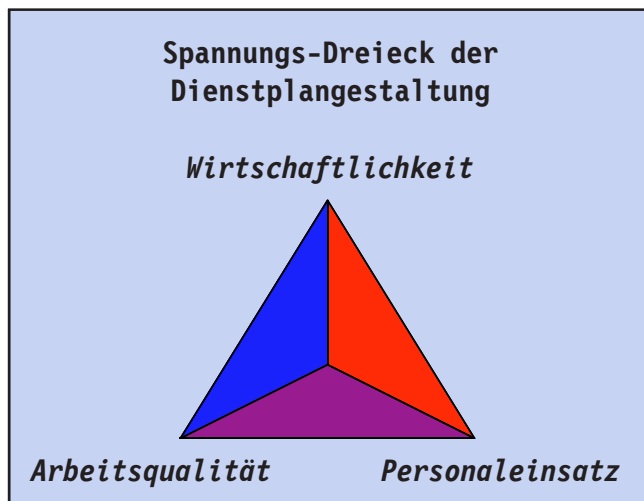 Spannungs-Dreieck der
Dienstplangestaltung
Wirtschaftlichkeit
Arbeitsqualität
Personaleinsatz